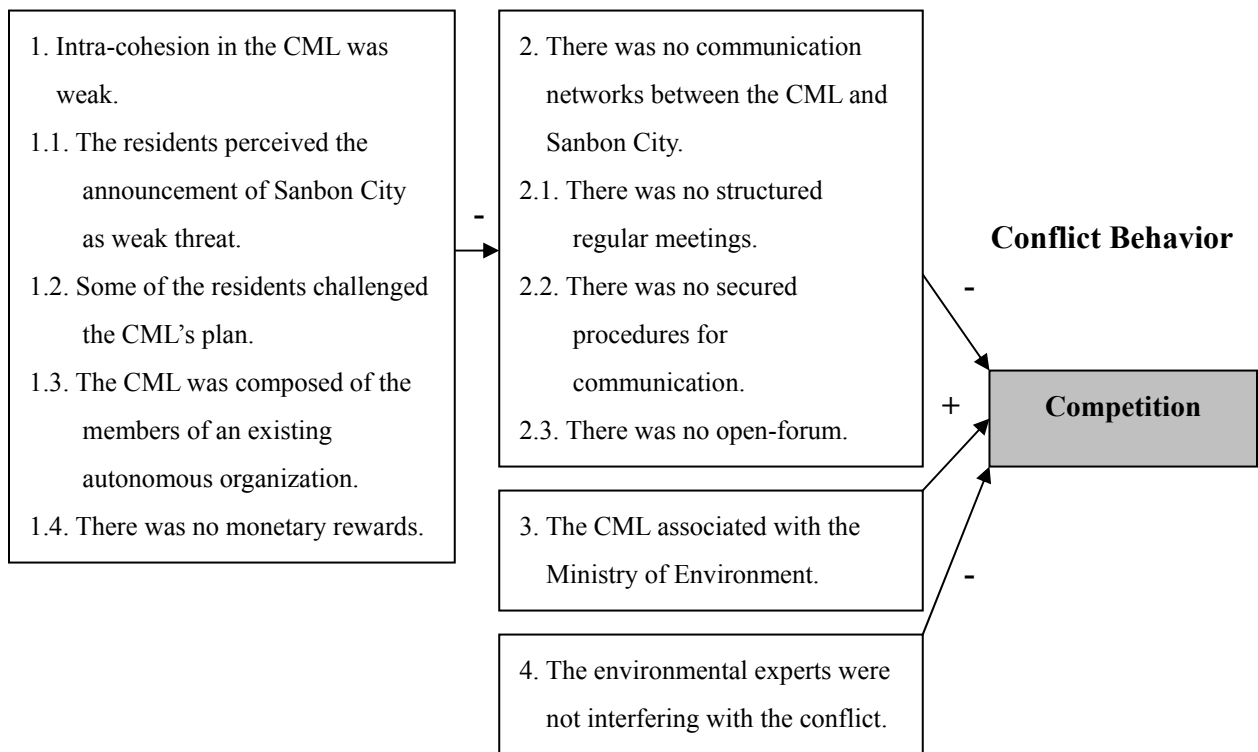 1. Intra-cohesion in the CML was
weak.
1.1. The residents perceived the
announcement of Sanbon City
as weak threat.
1.2. Some of the residents challenged
the CML's plan.
1.3. The CML was composed of the
members of an existing
autonomous organization.
1.4. There was no monetary rewards.
-
2. There was no communication
networks between the CML and
Sanbon City.
2.1. There was no structured
regular meetings.
2.2. There was no secured
procedures for
communication.
2.3. There was no open-forum.
3. The CML associated with the
Ministry of Environment.
4. The environmental experts were
not interfering with the conflict.
Conflict Behavior
-
+
-
Competition